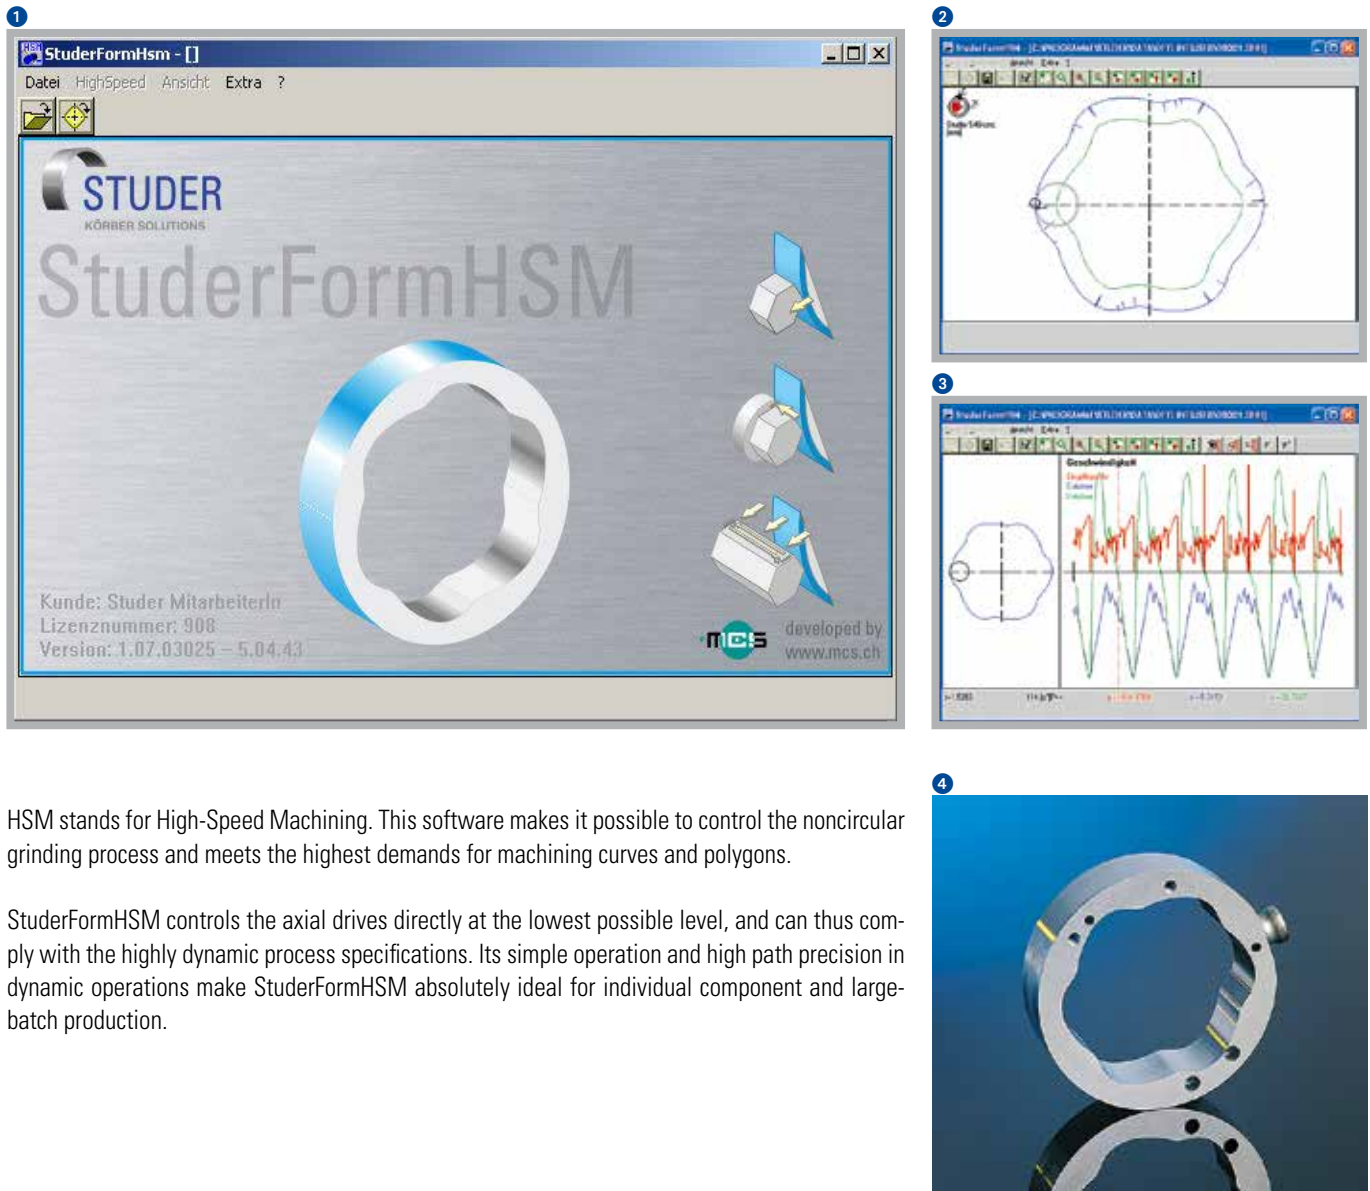 1
StuderFormHsm - []
Datei HighSpeed Ansicht Extra ?
STUDER
KÖRBER SOLUTIONS
StuderFormHSM
Kunde: Studer MitarbeiterIn
Lizenznummer: 908
Version: 1.07.03025 – 5.04.43
mcs
developed by
www.mcs.ch
2
Ansicht Extra ?
3
Ansicht Extra ?
Geschwindigkeit
HSM stands for High-Speed Machining. This software makes it possible to control the noncircular
grinding process and meets the highest demands for machining curves and polygons.
StuderFormHSM controls the axial drives directly at the lowest possible level, and can thus com-
ply with the highly dynamic process specifications. Its simple operation and high path precision in
dynamic operations make StuderFormHSM absolutely ideal for individual component and large-
batch production.
4